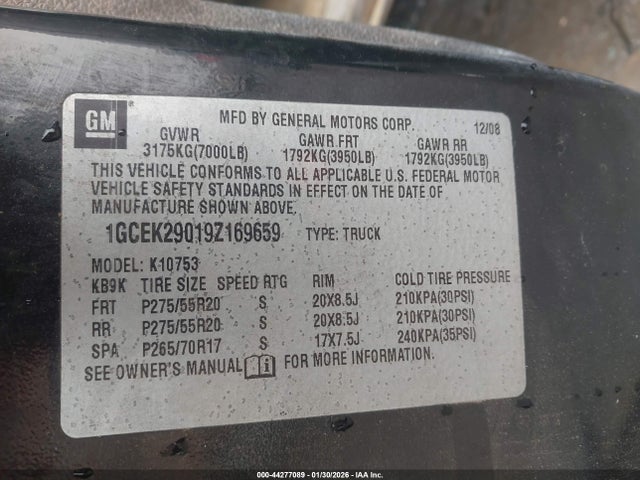 GM
MFD BY GENERAL MOTORS CORP. 12/08
GVWR GAWR FRT GAWR RR
3175KG(7000LB) 1792KG(3950LB) 1792KG(3950LB)
THIS VEHICLE CONFORMS TO ALL APPLICABLE U.S. FEDERAL MOTOR
VEHICLE SAFETY STANDARDS IN EFFECT ON THE DATE OF
MANUFACTURE SHOWN ABOVE.
1GCEK29019Z169659 TYPE: TRUCK
MODEL: K10753
KB9K TIRE SIZE SPEED RTG RIM COLD TIRE PRESSURE
FRT P275/55R20 S 20X8.5J 210KPA(30PSI)
RR P275/55R20 S 20X8.5J 210KPA(30PSI)
SPA P265/70R17 S 17X7.5J 240KPA(35PSI)
SEE OWNER'S MANUAL FOR MORE INFORMATION.
000-44277089 - 01/30/2026 - IAA Inc.